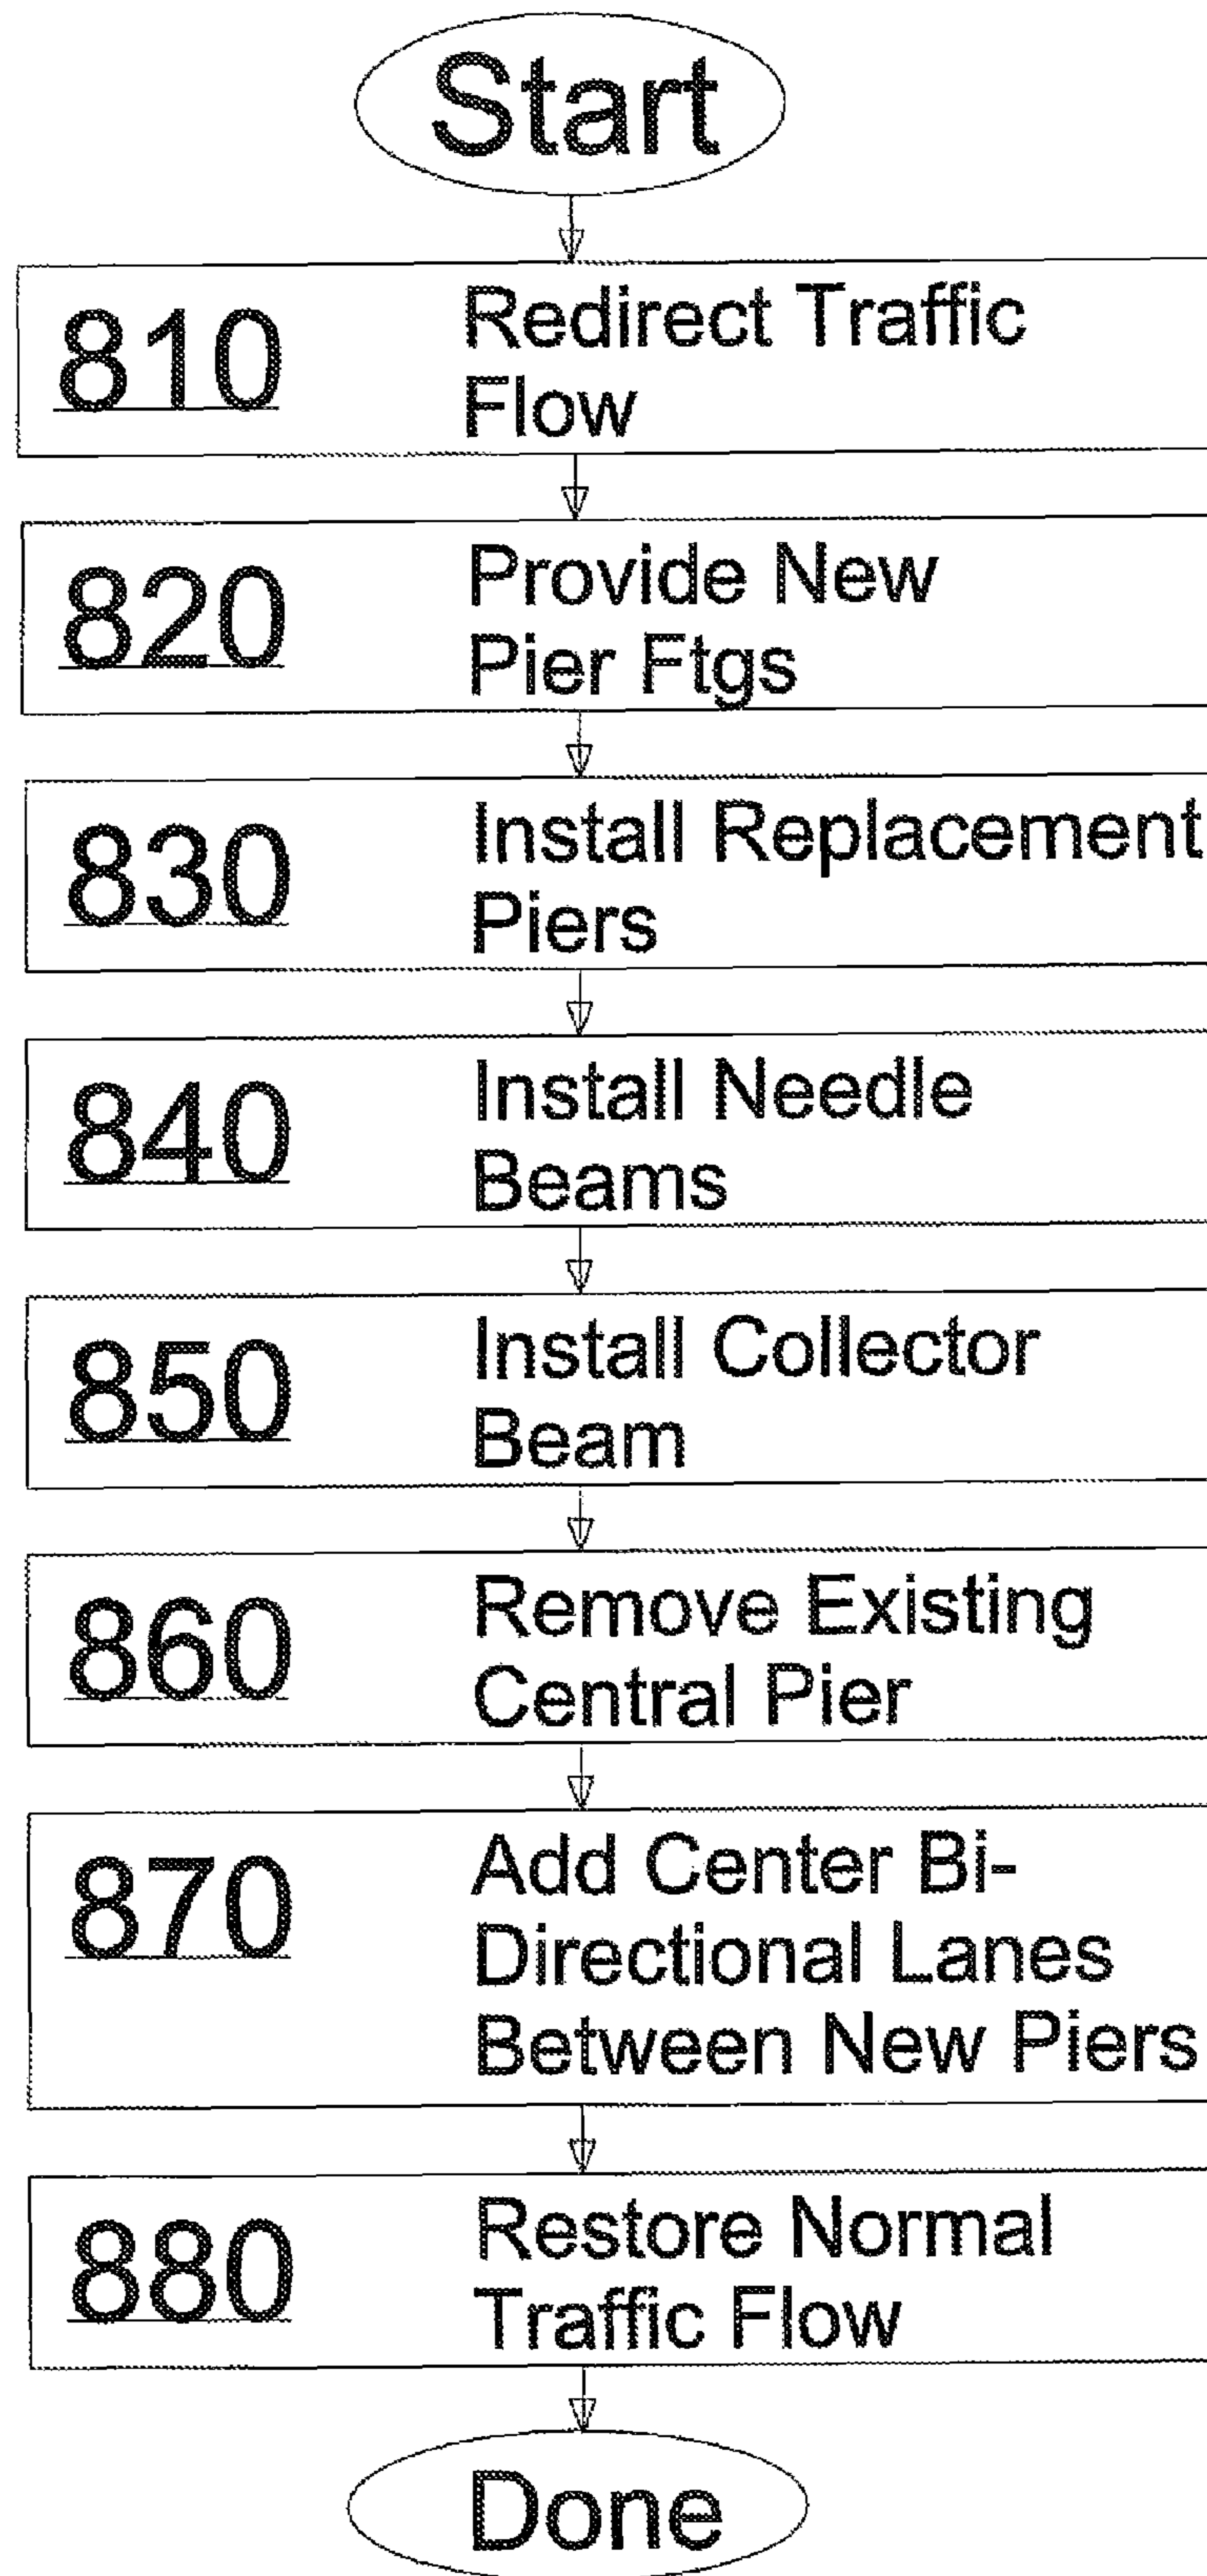 Start
810 Redirect Traffic
Flow
820 Provide New
Pier Ftgs
830 Install Replacement
Piers
840 Install Needle
Beams
850 Install Collector
Beam
860 Remove Existing
Central Pier
870 Add Center Bi-
Directional Lanes
Between New Piers
880 Restore Normal
Traffic Flow
Done